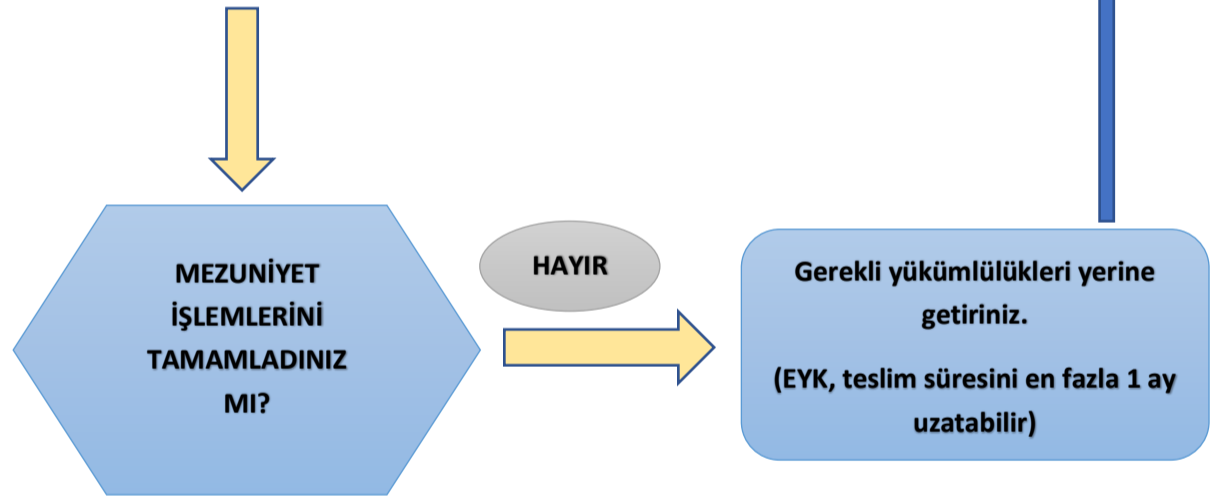 MEZUNİYET
İŞLEMLERİNİ
TAMAMLADINIZ
MI?
HAYIR
Gerekli yükümlülükleri yerine
getiriniz.
(EYK, teslim süresini en fazla 1 ay
uzatabilir)